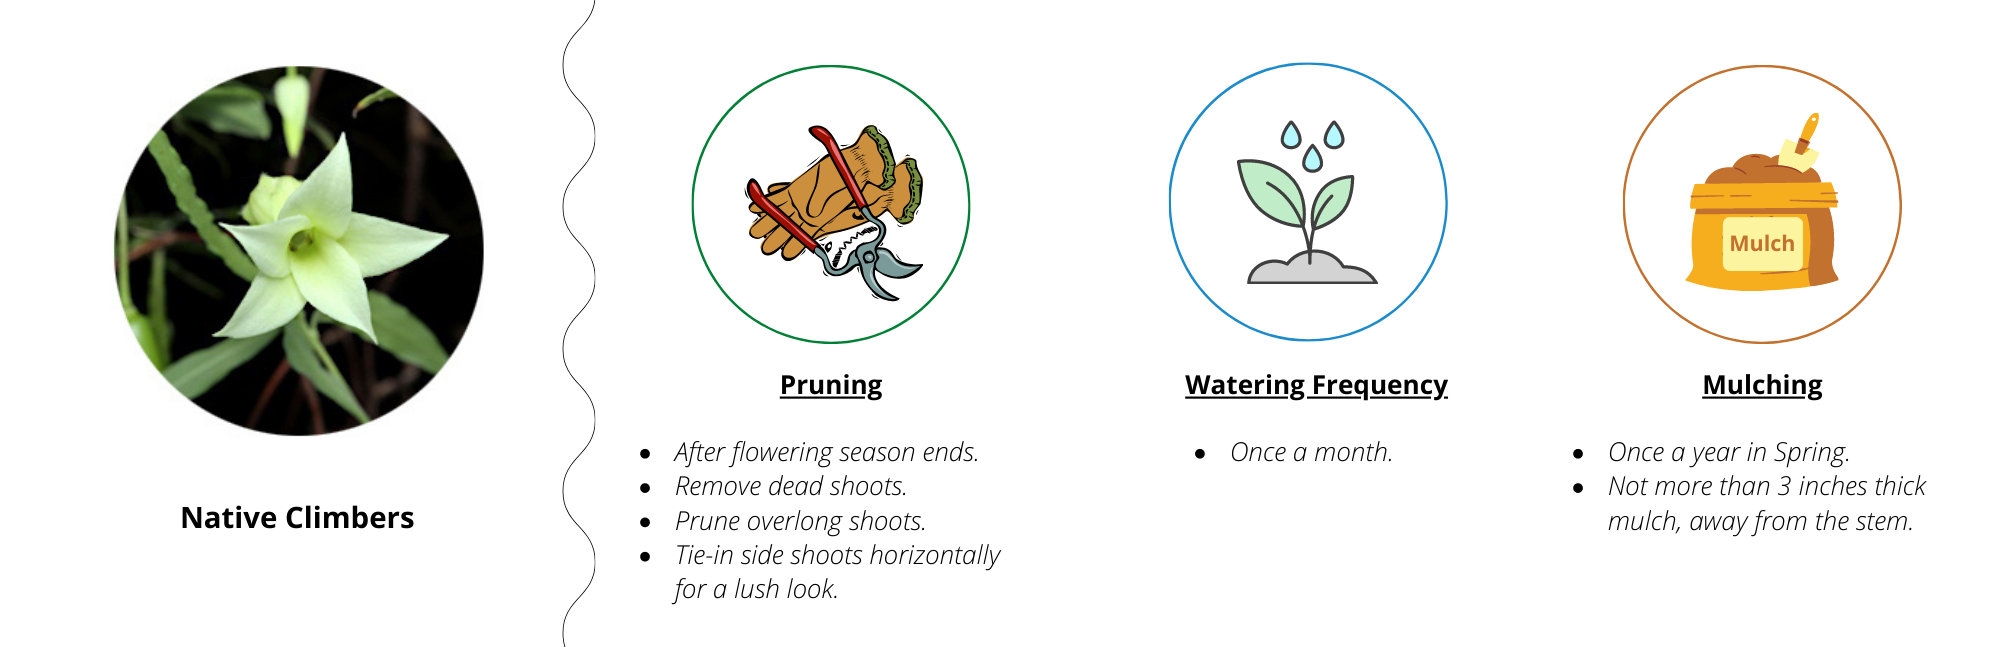 Native Climbers
Pruning
• After flowering season ends.
• Remove dead shoots.
• Prune overlong shoots.
• Tie-in side shoots horizontally
for a lush look.
Watering Frequency
• Once a month.
Mulch
Mulching
• Once a year in Spring.
• Not more than 3 inches thick
mulch, away from the stem.